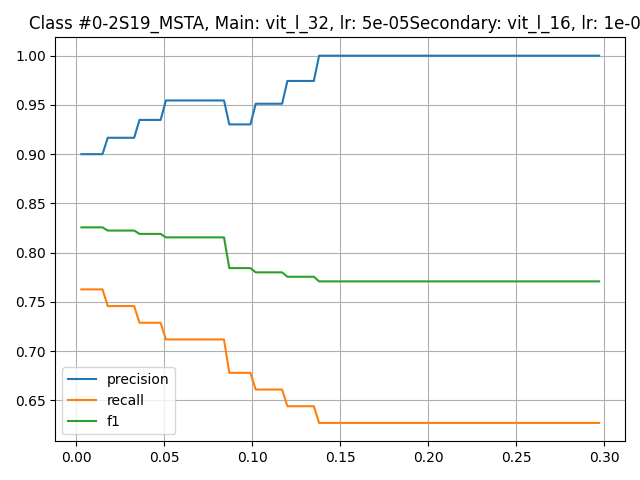 Class #0-2S19_MSTA, Main: vit_l_32, lr: 5e-05Secondary: vit_l_16, lr: 1e-0
1.00
0.95
0.90
0.85
0.80
0.75
0.70
0.65
precision
recall
f1
0.00 0.05 0.10 0.15 0.20 0.25 0.30